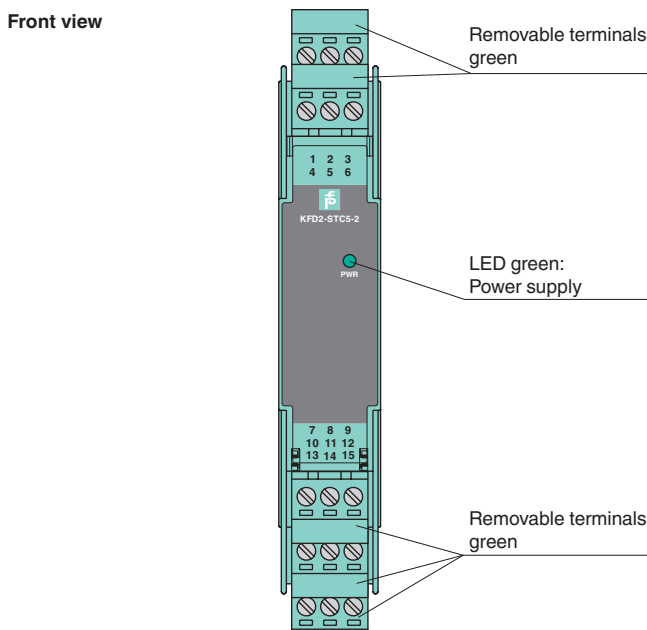 Front view
Removable terminals
green
1 2 3
4 5 6
KFD2-STC5-2
PWR
LED green:
Power supply
7 8 9
10 11 12
13 14 15
Removable terminals
green